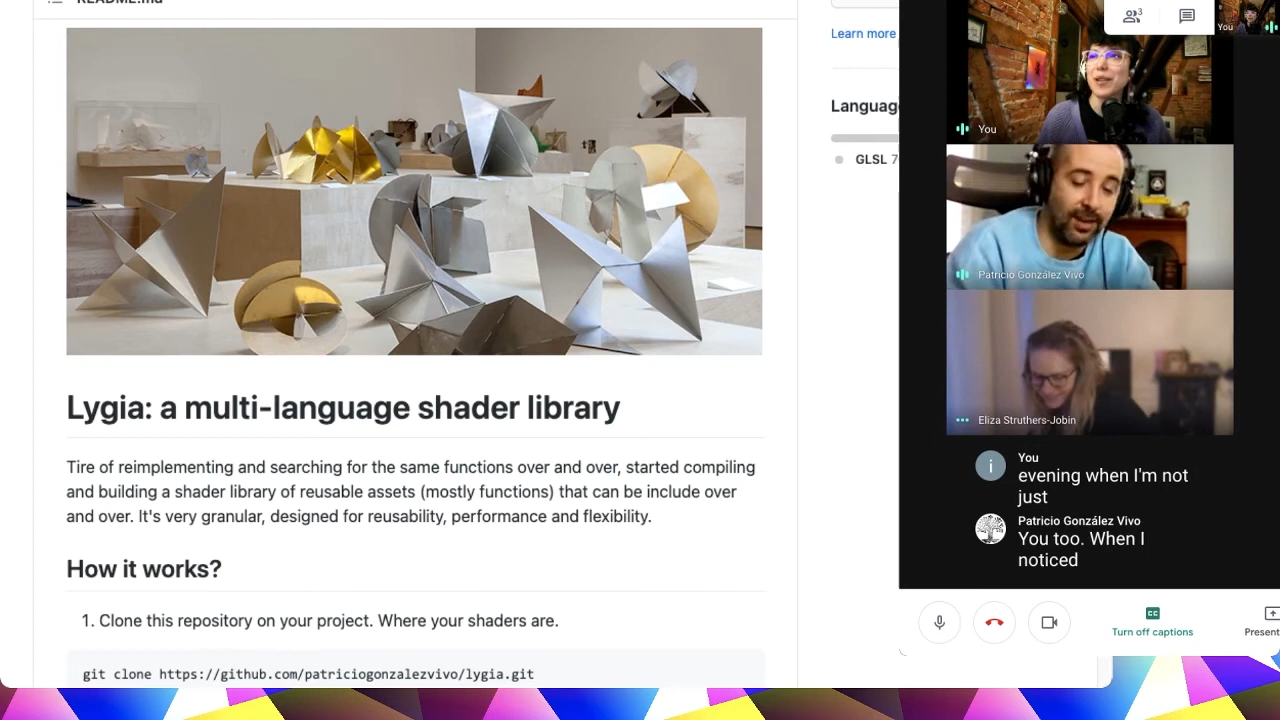 README.md
Lygia: a multi-language shader library
Tire of reimplementing and searching for the same functions over and over, started compiling
and building a shader library of reusable assets (mostly functions) that can be include over
and over. It's very granular, designed for reusability, performance and flexibility.
How it works?
1. Clone this repository on your project. Where your shaders are.
git clone https://github.com/patriciogonzalezvivo/lygia.git
Learn more
Languag
GLSL 7
3
You
You
Patricio González Vivo
Eliza Struthers-Jobin
i
You
evening when I'm not
just
Patricio González Vivo
You too. When I
noticed
CC
Turn off captions
Present